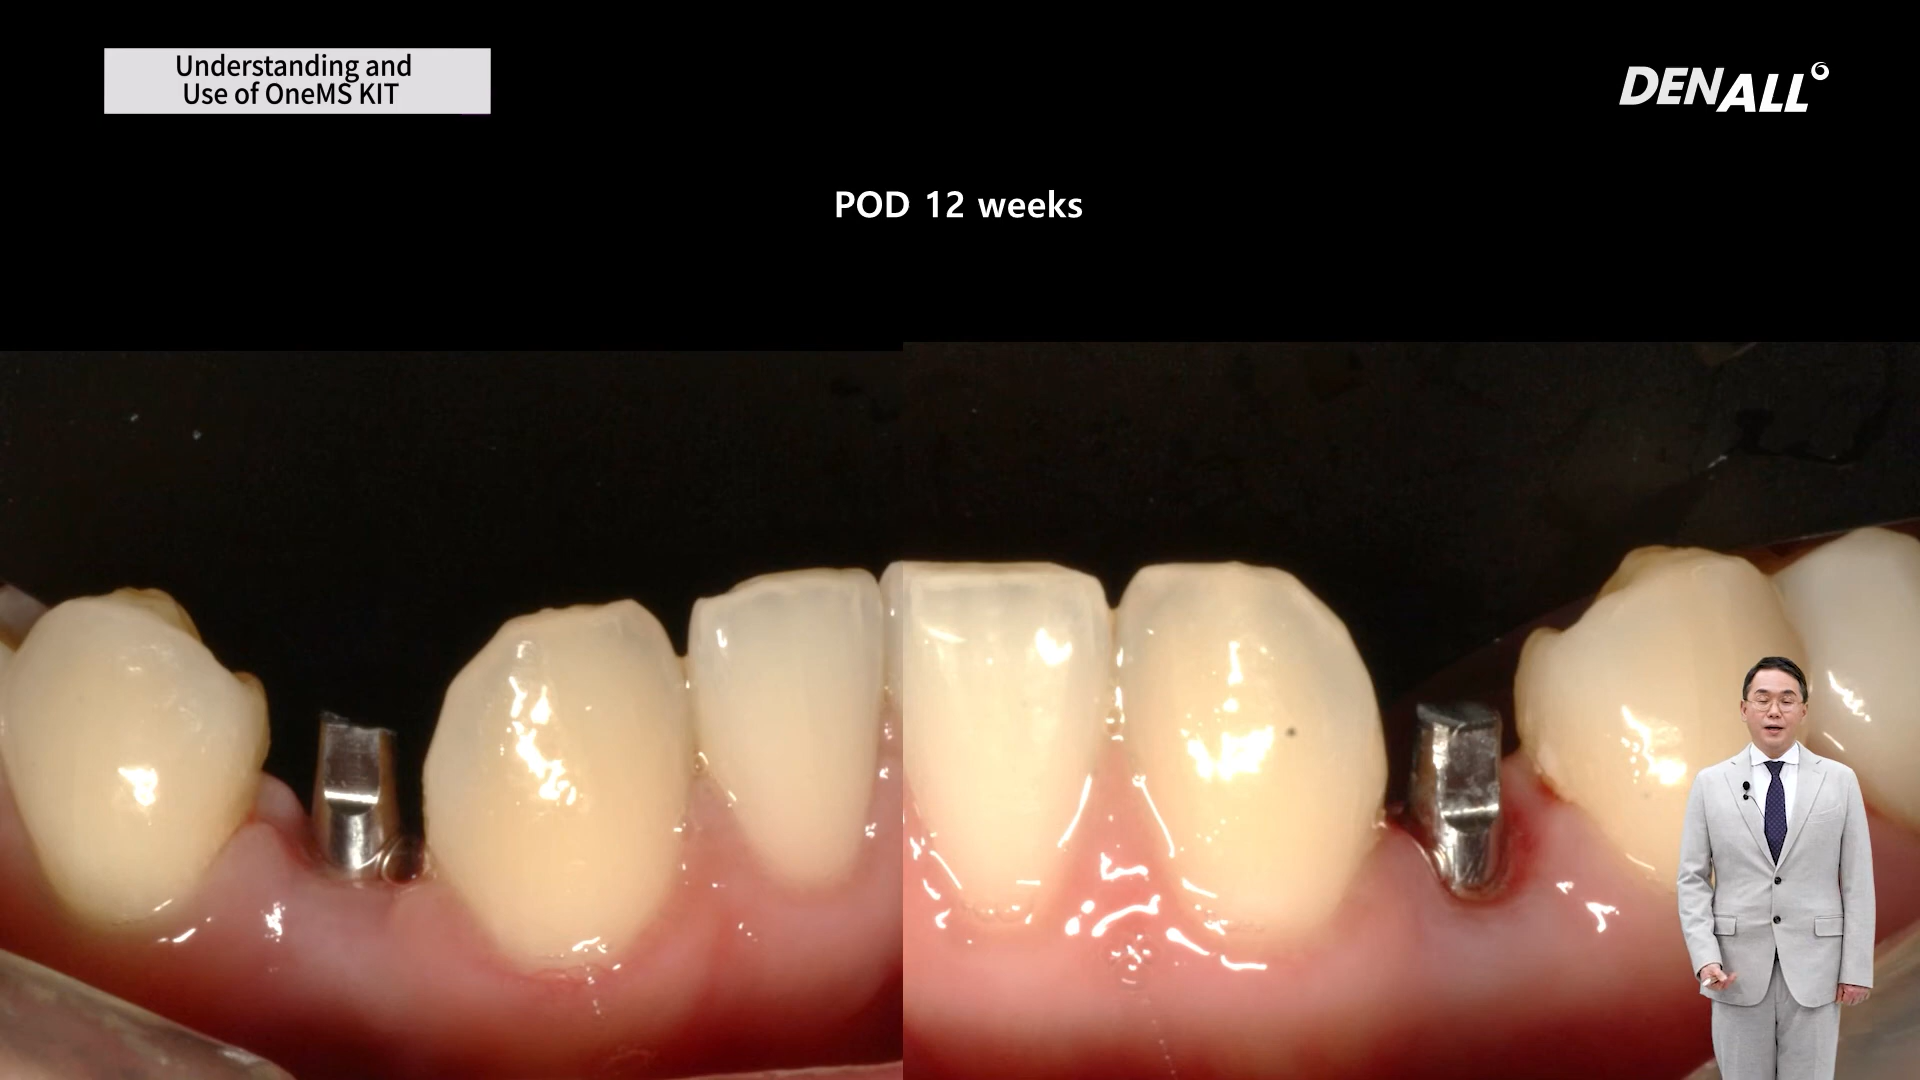 Understanding and
Use of OneMS KIT
DENALL
POD 12 weeks